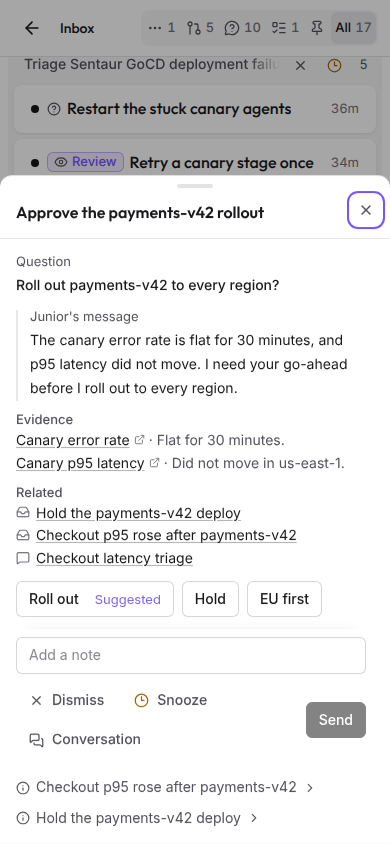 Inbox
1
5
10
1
All 17
Triage Sentaur GoCD deployment
5
Restart the stuck canary agents
36m
Review
Retry a canary stage once
34m
Approve the payments-v42 rollout
Question
Roll out payments-v42 to every region?
Junior's message
The canary error rate is flat for 30 minutes, and
p95 latency did not move. I need your go-ahead
before I roll out to every region.
Evidence
Canary error rate · Flat for 30 minutes.
Canary p95 latency · Did not move in us-east-1.
Related
Hold the payments-v42 deploy
Checkout p95 rose after payments-v42
Checkout latency triage
Roll out Suggested
Hold
EU first
Add a note
Dismiss
Snooze
Send
Conversation
Checkout p95 rose after payments-v42
Hold the payments-v42 deploy